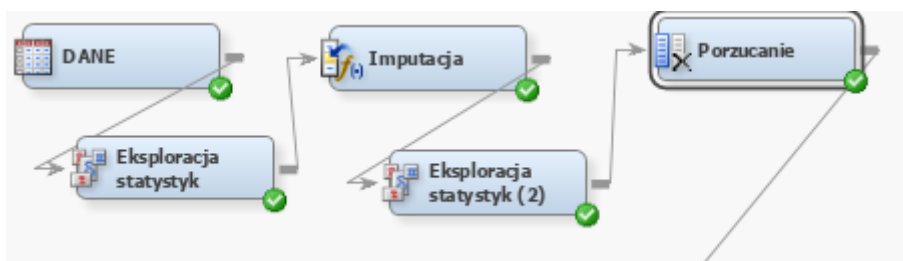 DANE
Imputacja
Porzucanie
Eksploracja
statystyk
Eksploracja
statystyk (2)